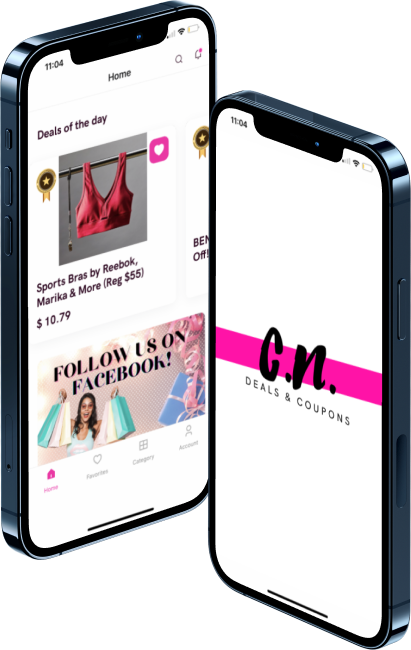 11:04
Home
Deals of the day
Sports Bras by Reebok,
Marika & More (Reg $55)
$ 10.79
BEN
Off!
FOLLOW US ON
FACEBOOK!
Home
Favorites
Category
Account
11:04
C.N.
DEALS & COUPONS